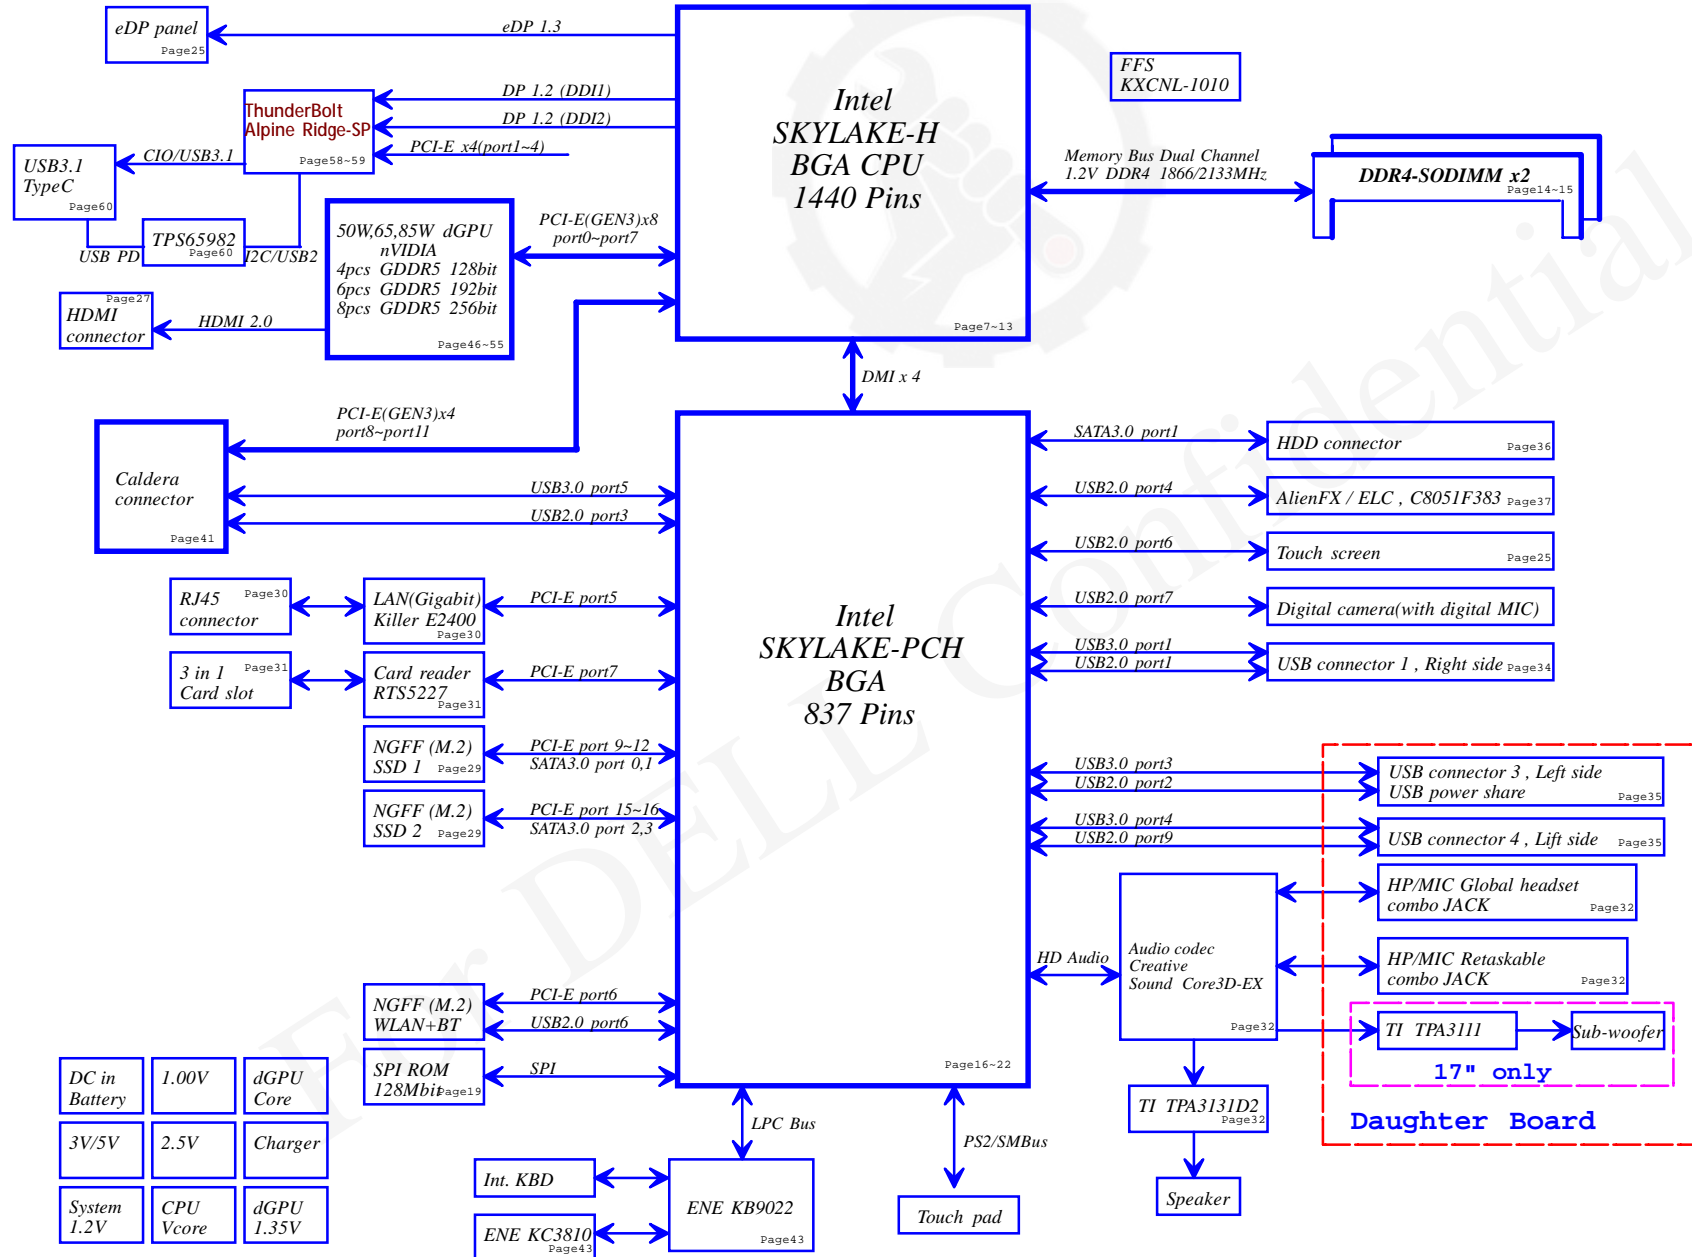 eDP panel
Page25
eDP 1.3
Intel
SKYLAKE-H
BGA CPU
1440 Pins
Page7~13
FFS
KXCNL-1010
ThunderBolt
Alpine Ridge-SP
Page58~59
DP 1.2 (DDI1)
DP 1.2 (DDI2)
PCI-E x4(port1~4)
USB3.1
TypeC
Page60
CIO/USB3.1
TPS65982
Page60
USB PD
I2C/USB2
Memory Bus Dual Channel
1.2V DDR4 1866/2133MHz
DDR4-SODIMM x2
Page14~15
50W,65,85W dGPU
nVIDIA
4pcs GDDR5 128bit
6pcs GDDR5 192bit
8pcs GDDR5 256bit
Page46~55
PCI-E(GEN3)x8
port0~port7
Page27
HDMI
connector
HDMI 2.0
DMI x 4
PCI-E(GEN3)x4
port8~port11
Caldera
connector
Page41
USB3.0 port5
USB2.0 port3
Intel
SKYLAKE-PCH
BGA
837 Pins
Page16~22
SATA3.0 port1
HDD connector
Page36
USB2.0 port4
AlienFX / ELC , C8051F383
Page37
USB2.0 port6
Touch screen
Page25
USB2.0 port7
Digital camera(with digital MIC)
USB3.0 port1
USB2.0 port1
USB connector 1 , Right side
Page34
RJ45
connector
Page30
LAN(Gigabit)
Killer E2400
Page30
PCI-E port5
3 in 1
Card slot
Page31
Card reader
RTS5227
Page31
PCI-E port7
NGFF (M.2)
SSD 1
Page29
PCI-E port 9~12
SATA3.0 port 0,1
NGFF (M.2)
SSD 2
Page29
PCI-E port 15~16
SATA3.0 port 2,3
USB3.0 port3
USB2.0 port2
USB connector 3 , Left side
USB power share
Page35
USB3.0 port4
USB2.0 port9
USB connector 4 , Lift side
Page35
HP/MIC Global headset
combo JACK
Page32
HD Audio
Audio codec
Creative
Sound Core3D-EX
Page32
HP/MIC Retaskable
combo JACK
Page32
TI TPA3111
Sub-woofer
17" only
Daughter Board
TI TPA3131D2
Page32
Speaker
NGFF (M.2)
WLAN+BT
PCI-E port6
USB2.0 port6
SPI ROM
128Mbit
Page19
SPI
LPC Bus
PS2/SMBus
Int. KBD
ENE KB9022
Page43
ENE KC3810
Page43
Touch pad
DC in
Battery
1.00V
dGPU
Core
3V/5V
2.5V
Charger
System
1.2V
CPU
Vcore
dGPU
1.35V
For DELL Confidential